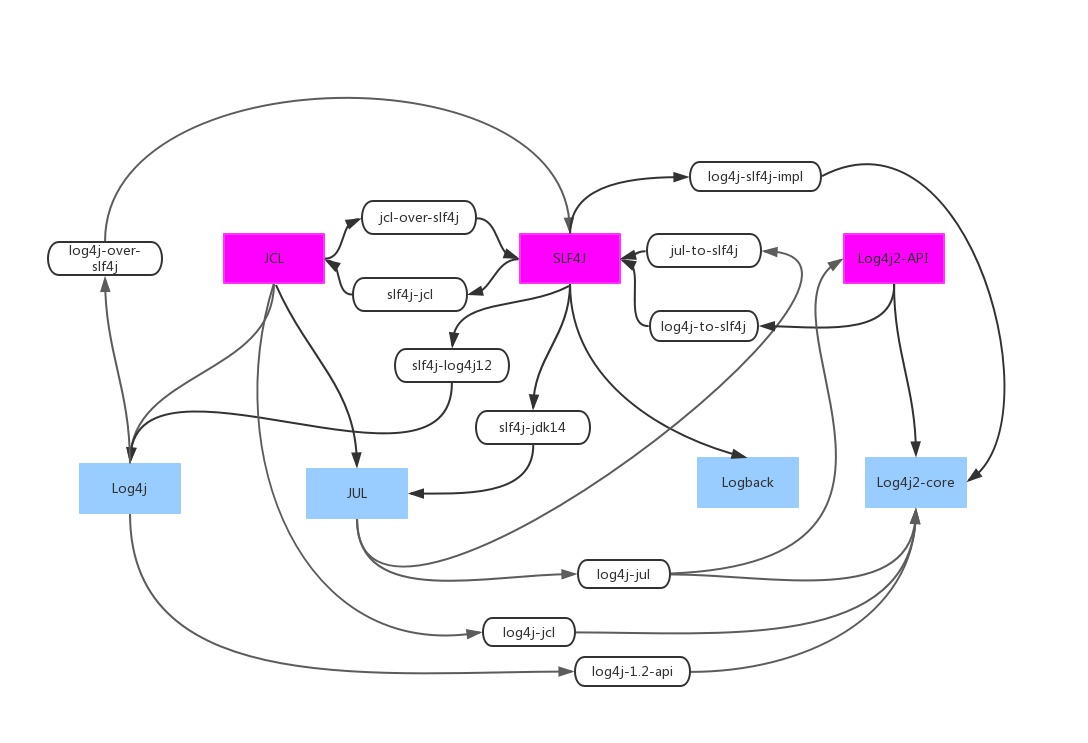 log4j-slf4j-impl
jcl-over-slf4j
log4j-over-
slf4j
JCL
SLF4J
jul-to-slf4j
Log4j2-API
slf4j-jcl
log4j-to-slf4j
slf4j-log4j12
slf4j-jdk14
Log4j
JUL
Logback
Log4j2-core
log4j-jul
log4j-jcl
log4j-1.2-api